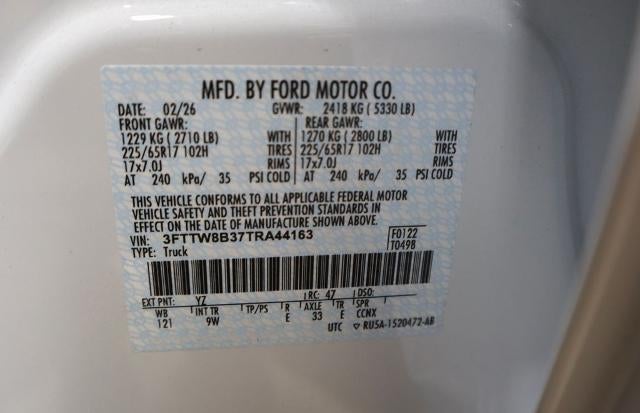 MFD. BY FORD MOTOR CO.
DATE: 02/26 GVWR: 2418 KG ( 5330 LB)
FRONT GAWR: REAR GAWR:
1229 KG ( 2710 LB) WITH 1270 KG ( 2800 LB) WITH
225/65R17 102H TIRES 225/65R17 102H TIRES
17x7.0J RIMS 17x7.0J RIMS
AT 240 kPa/ 35 PSI COLD AT 240 kPa/ 35 PSI COLD
THIS VEHICLE CONFORMS TO ALL APPLICABLE FEDERAL MOTOR
VEHICLE SAFETY AND THEFT PREVENTION STANDARDS IN
EFFECT ON THE DATE OF MANUFACTURE SHOWN ABOVE.
VIN: 3FTTW8B37TRA44163 F0122
TYPE: Truck T0498
EXT PNT: YZ RC: 47 DSO:
WB INT TR TP/PS R AXLE TR SPR
121 9W E 33 E CCNX
UTC RU5A-1520472-AB